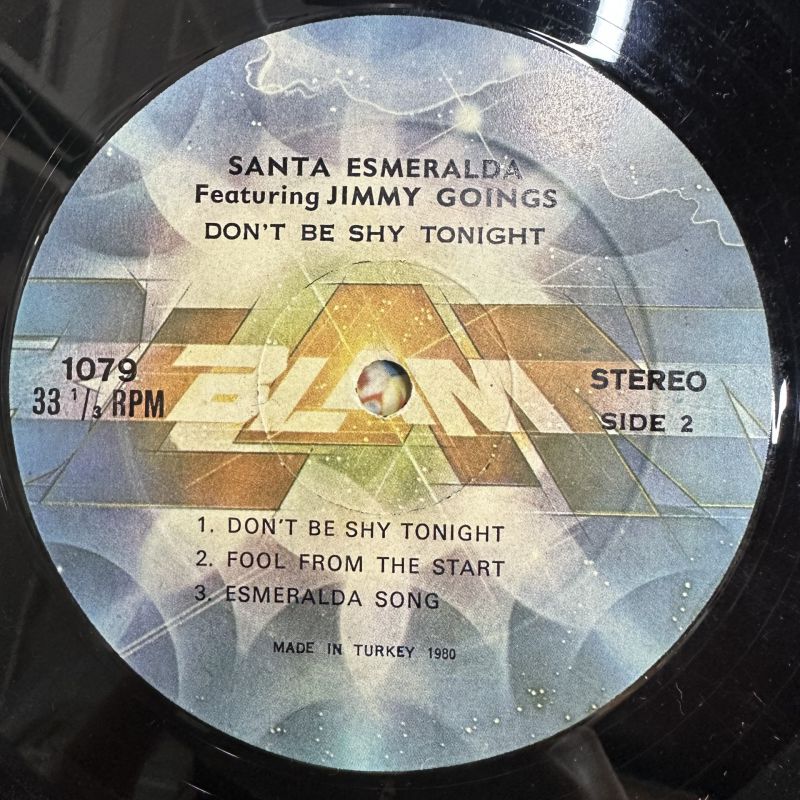 SANTA ESMERALDA
Featuring JIMMY GOINGS
DON'T BE SHY TONIGHT
BLAM
1079
33 1/3 RPM
STEREO
SIDE 2
1. DON'T BE SHY TONIGHT
2. FOOL FROM THE START
3. ESMERALDA SONG
MADE IN TURKEY 1980